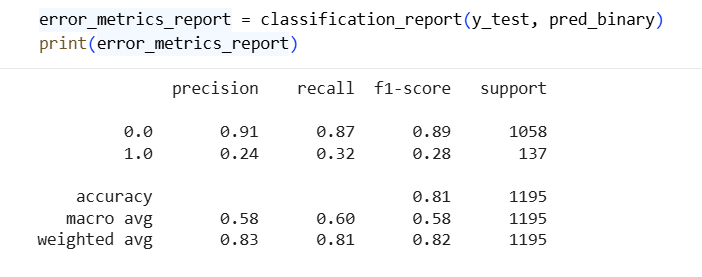 error_metrics_report = classification_report(y_test, pred_binary)
print(error_metrics_report)
precision recall f1-score support
0.0 0.91 0.87 0.89 1058
1.0 0.24 0.32 0.28 137
accuracy 0.81 1195
macro avg 0.58 0.60 0.58 1195
weighted avg 0.83 0.81 0.82 1195